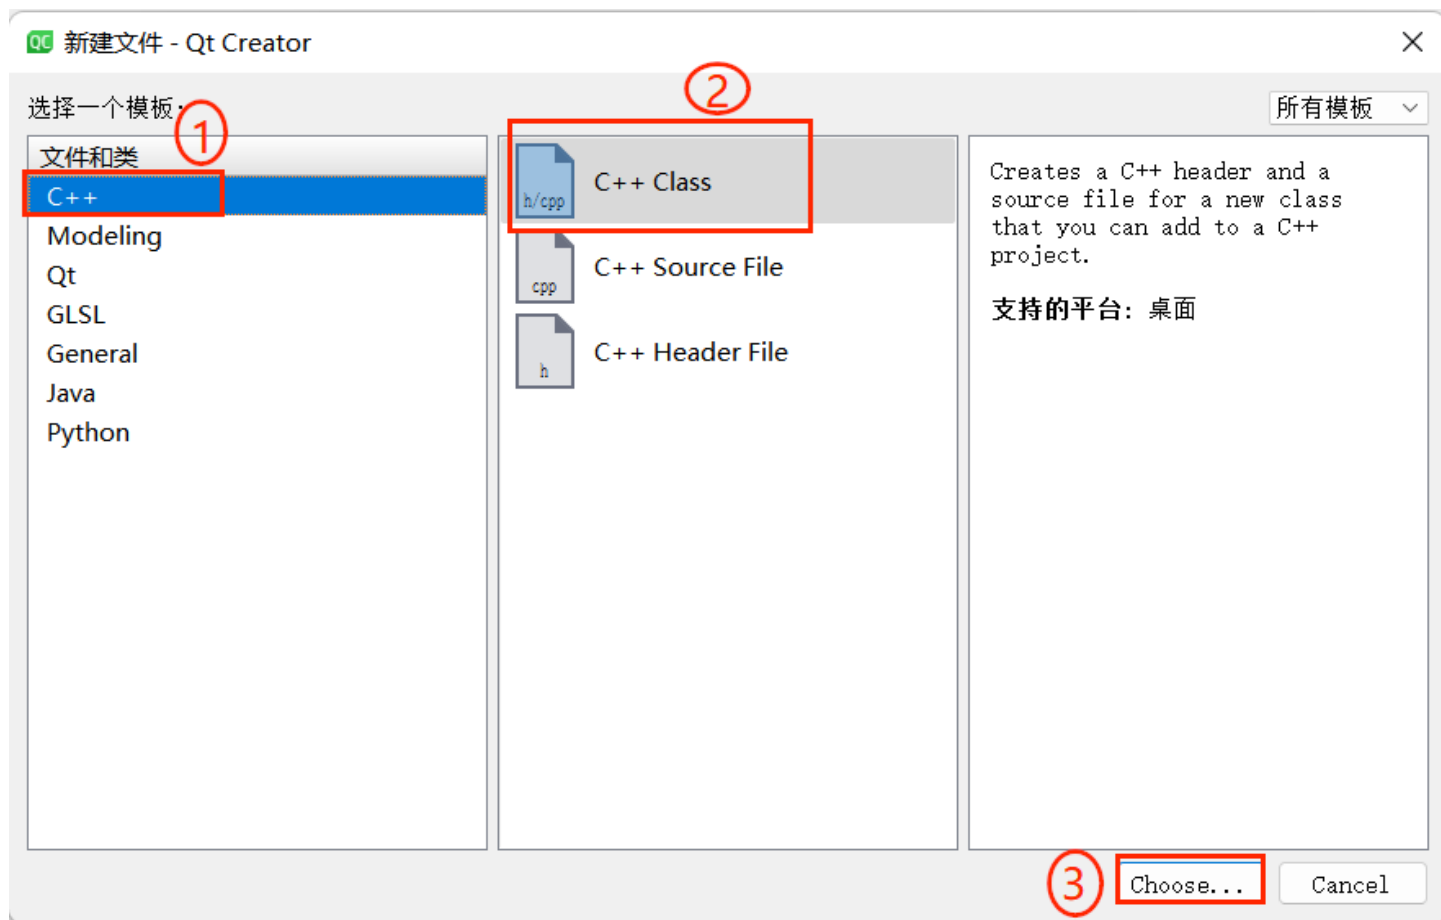 QC 新建文件 - Qt Creator
选择一个模板:
所有模板
1
2
文件和类
C++
Modeling
Qt
GLSL
General
Java
Python
h/cpp C++ Class
cpp C++ Source File
h C++ Header File
Creates a C++ header and a
source file for a new class
that you can add to a C++
project.
支持的平台: 桌面
3
Choose...
Cancel